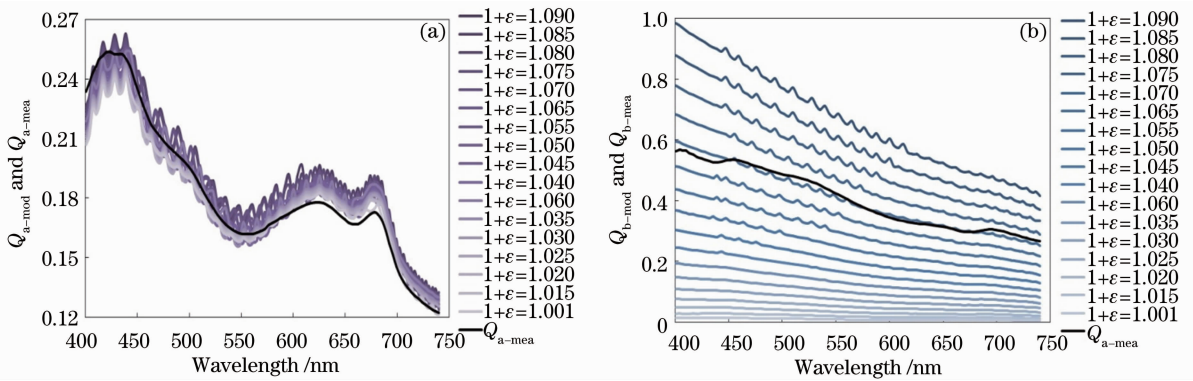 (a)
Qa-mod and Qa-mea
0.27
0.24
0.21
0.18
0.15
0.12
400 450 500 550 600 650 700 750
Wavelength /nm
1+ε=1.090
1+ε=1.085
1+ε=1.080
1+ε=1.075
1+ε=1.070
1+ε=1.065
1+ε=1.055
1+ε=1.050
1+ε=1.045
1+ε=1.040
1+ε=1.060
1+ε=1.035
1+ε=1.030
1+ε=1.025
1+ε=1.020
1+ε=1.015
1+ε=1.001
Qa-mea
(b)
Qb-mod and Qb-mea
1.0
0.8
0.6
0.4
0.2
0
400 450 500 550 600 650 700 750
Wavelength /nm
1+ε=1.090
1+ε=1.085
1+ε=1.080
1+ε=1.075
1+ε=1.070
1+ε=1.065
1+ε=1.055
1+ε=1.050
1+ε=1.045
1+ε=1.040
1+ε=1.060
1+ε=1.035
1+ε=1.030
1+ε=1.025
1+ε=1.020
1+ε=1.015
1+ε=1.001
Qa-mea